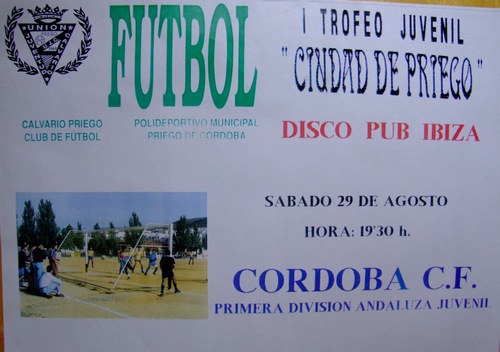 UNION
FUTBOL
I TROFEO JUVENIL
" CIUDAD DE PRIEGO "
CALVARIO PRIEGO
CLUB DE FÚTBOL
POLIDEPORTIVO MUNICIPAL
PRIEGO DE CORDOBA
DISCO PUB IBIZA
SABADO 29 DE AGOSTO
HORA: 19'30 h.
CORDOBA C.F.
PRIMERA DIVISION ANDALUZA JUVENIL